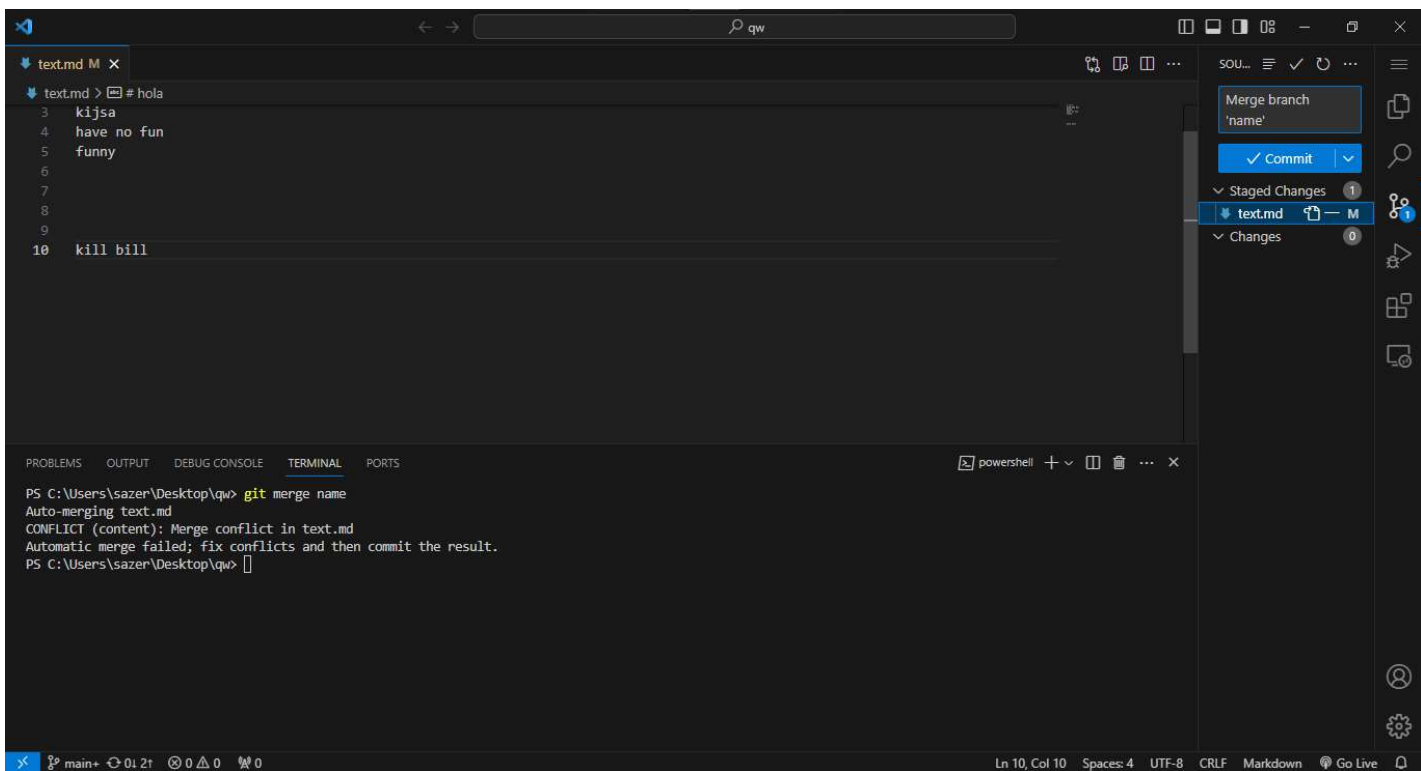 qw
text.md M
SOU...
text.md > # hola
3 kijsa
4 have no fun
5 funny
6
7
8
9
10 kill bill
Merge branch
'name'
Commit
Staged Changes 1
text.md M
Changes 0
1
PROBLEMS OUTPUT DEBUG CONSOLE TERMINAL PORTS
powershell
PS C:\Users\sazer\Desktop\qw> git merge name
Auto-merging text.md
CONFLICT (content): Merge conflict in text.md
Automatic merge failed; fix conflicts and then commit the result.
PS C:\Users\sazer\Desktop\qw>
main+ 0↓ 2↑ 0 0 0 Ln 10, Col 10 Spaces: 4 UTF-8 CRLF Markdown Go Live